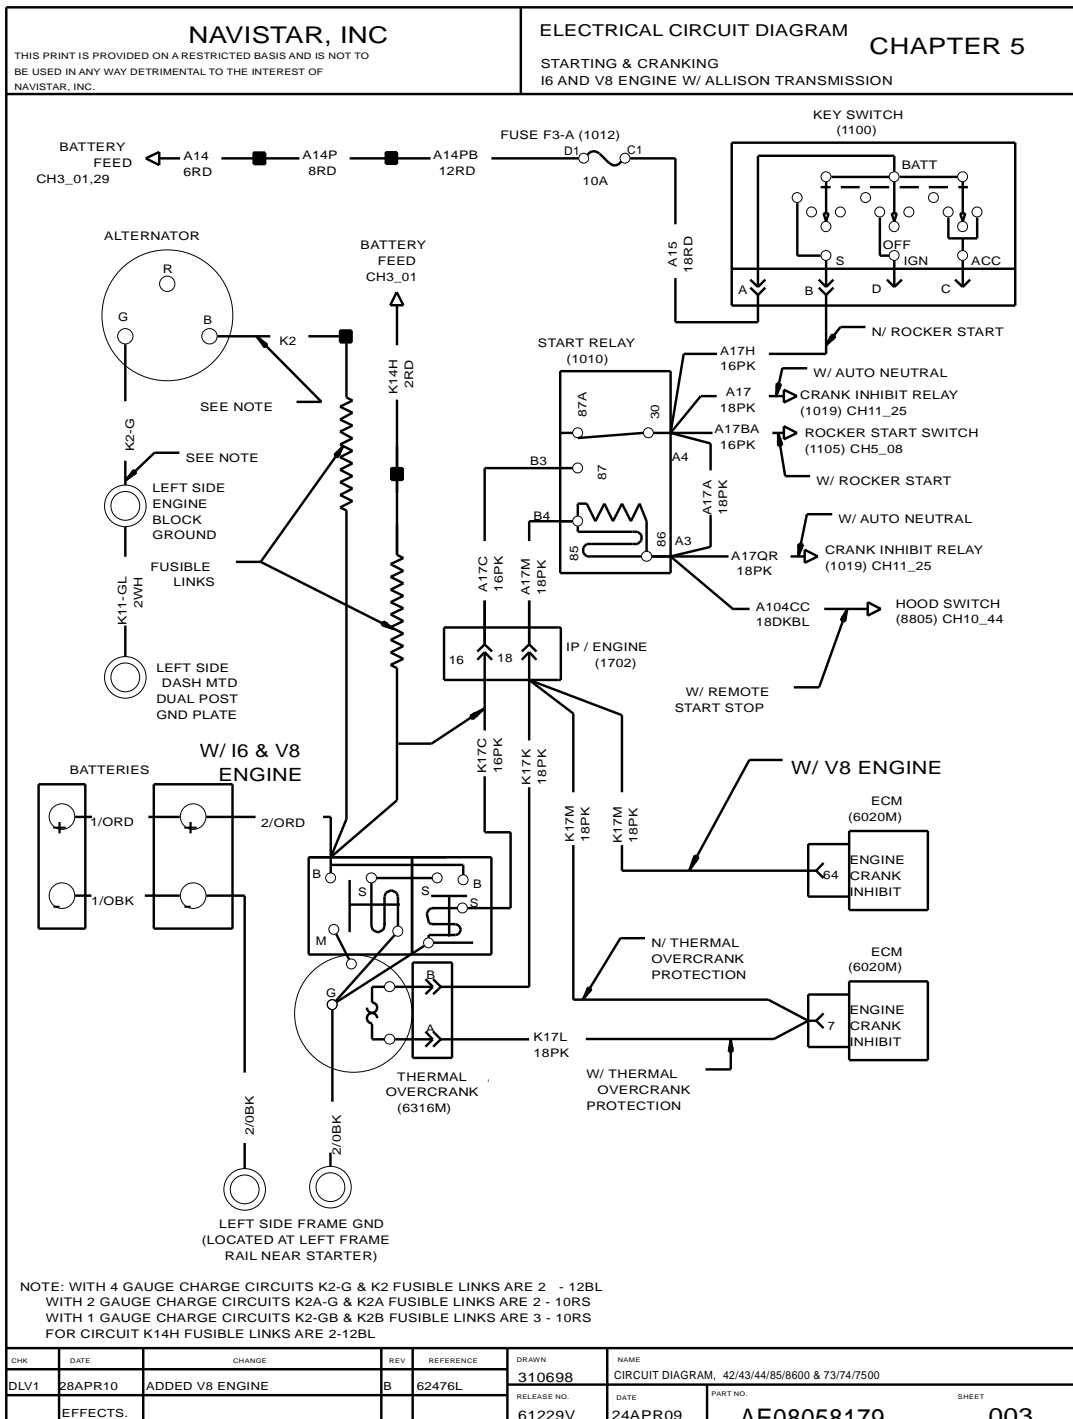 NAVISTAR, INC
THIS PRINT IS PROVIDED ON A RESTRICTED BASIS AND IS NOT TO
BE USED IN ANY WAY DETRIMENTAL TO THE INTEREST OF
NAVISTAR, INC.
ELECTRICAL CIRCUIT DIAGRAM
CHAPTER 5
STARTING & CRANKING
I6 AND V8 ENGINE W/ ALLISON TRANSMISSION
KEY SWITCH
(1100)
BATTERY
FEED
CH3_01,29
A14
6RD
A14P
8RD
A14PB
12RD
FUSE F3-A (1012)
D1
C1
10A
BATT
OFF
S
IGN
ACC
A
B
D
C
A15
18RD
ALTERNATOR
R
G
B
K2
BATTERY
FEED
CH3_01
K14H
2RD
SEE NOTE
K2-G
SEE NOTE
LEFT SIDE
ENGINE
BLOCK
GROUND
FUSIBLE
LINKS
K11-GL
2WH
LEFT SIDE
DASH MTD
DUAL POST
GND PLATE
START RELAY
(1010)
87A
30
87
85
86
B3
B4
A4
A3
A17H
16PK
N/ ROCKER START
W/ AUTO NEUTRAL
A17
18PK
CRANK INHIBIT RELAY
(1019) CH11_25
A17BA
16PK
ROCKER START SWITCH
(1105) CH5_08
W/ ROCKER START
A17A
18PK
W/ AUTO NEUTRAL
A17QR
18PK
CRANK INHIBIT RELAY
(1019) CH11_25
A104CC
18DKBL
HOOD SWITCH
(8805) CH10_44
W/ REMOTE
START STOP
A17C
16PK
A17M
18PK
16
18
IP / ENGINE
(1702)
K17C
16PK
K17K
18PK
K17M
18PK
K17M
18PK
W/ V8 ENGINE
W/ I6 & V8
ENGINE
BATTERIES
1/ORD
2/ORD
1/OBK
+
+
-
-
B
S
S
B
S
M
G
B
A
ECM
(6020M)
64
ENGINE
CRANK
INHIBIT
N/ THERMAL
OVERCRANK
PROTECTION
ECM
(6020M)
7
ENGINE
CRANK
INHIBIT
K17L
18PK
W/ THERMAL
OVERCRANK
PROTECTION
THERMAL
OVERCRANK
(6316M)
2/0BK
2/0BK
LEFT SIDE FRAME GND
(LOCATED AT LEFT FRAME
RAIL NEAR STARTER)
NOTE: WITH 4 GAUGE CHARGE CIRCUITS K2-G & K2 FUSIBLE LINKS ARE 2 - 12BL
WITH 2 GAUGE CHARGE CIRCUITS K2A-G & K2A FUSIBLE LINKS ARE 2 - 10RS
WITH 1 GAUGE CHARGE CIRCUITS K2-GB & K2B FUSIBLE LINKS ARE 3 - 10RS
FOR CIRCUIT K14H FUSIBLE LINKS ARE 2-12BL
CHK DATE CHANGE REV REFERENCE
DLV1 28APR10 ADDED V8 ENGINE B 62476L
EFFECTS.
DRAWN
310698
NAME
CIRCUIT DIAGRAM, 42/43/44/85/8600 & 73/74/7500
RELEASE NO.
61229V
DATE
24APR09
PART NO.
AE08058179
SHEET
003